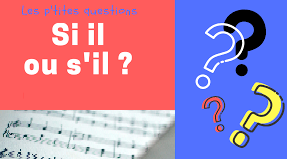 Les p'tites questions
Si il
ou s'il ?